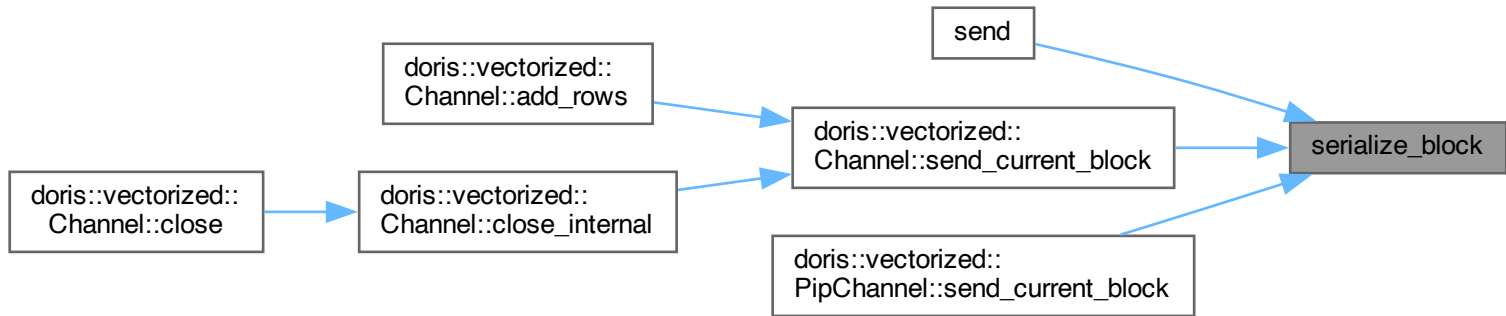 send
doris::vectorized::
Channel::add_rows
doris::vectorized::
Channel::send_current_block
serialize_block
doris::vectorized::
Channel::close
doris::vectorized::
Channel::close_internal
doris::vectorized::
PipChannel::send_current_block